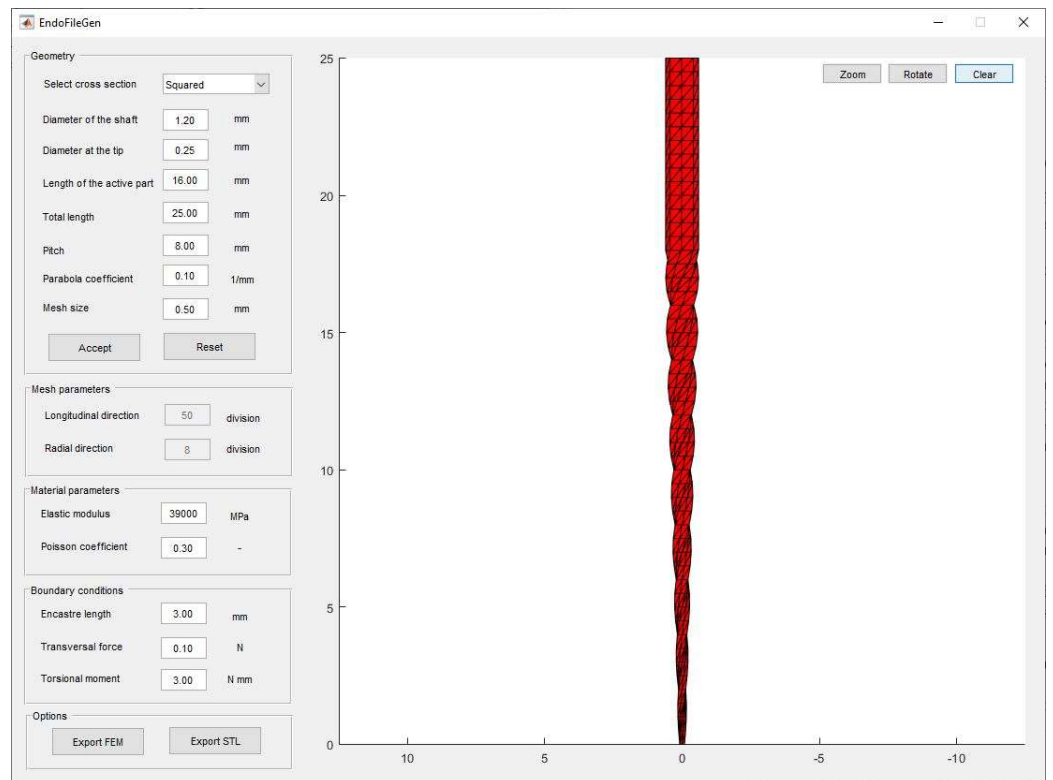 EndoFileGen
Geometry
Select cross section Squared
Diameter of the shaft 1.20 mm
Diameter at the tip 0.25 mm
Length of the active part 16.00 mm
Total length 25.00 mm
Pitch 8.00 mm
Parabola coefficient 0.10 1/mm
Mesh size 0.50 mm
Accept Reset
Mesh parameters
Longitudinal direction 50 division
Radial direction 8 division
Material parameters
Elastic modulus 39000 MPa
Poisson coefficient 0.30 -
Boundary conditions
Encastre length 3.00 mm
Transversal force 0.10 N
Torsional moment 3.00 N mm
Options
Export FEM Export STL
Zoom Rotate Clear
25
20
15
10
5
0
10 5 0 -5 -10